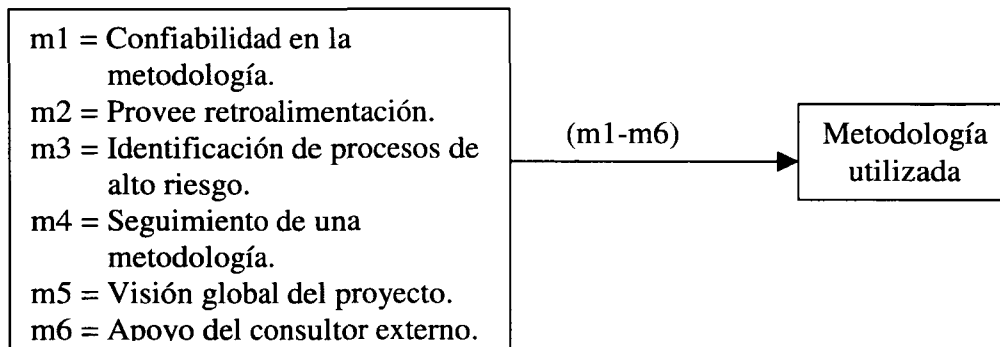 m1 = Confiabilidad en la
metodología.
m2 = Provee retroalimentación.
m3 = Identificación de procesos de
alto riesgo.
m4 = Seguimiento de una
metodología.
m5 = Visión global del proyecto.
m6 = Apoyo del consultor externo.
(m1-m6)
Metodología
utilizada